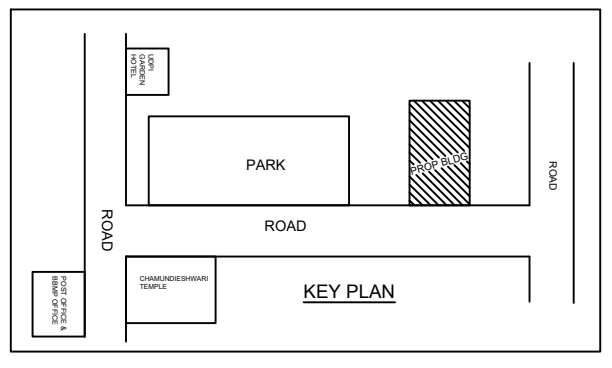 UDPI
GARDEN
HOTEL
PARK
PROP BLDG
ROAD
ROAD
ROAD
CHAMUNDIESHWARI
TEMPLE
KEY PLAN
POST OFFICE &
BBMP OFFICE